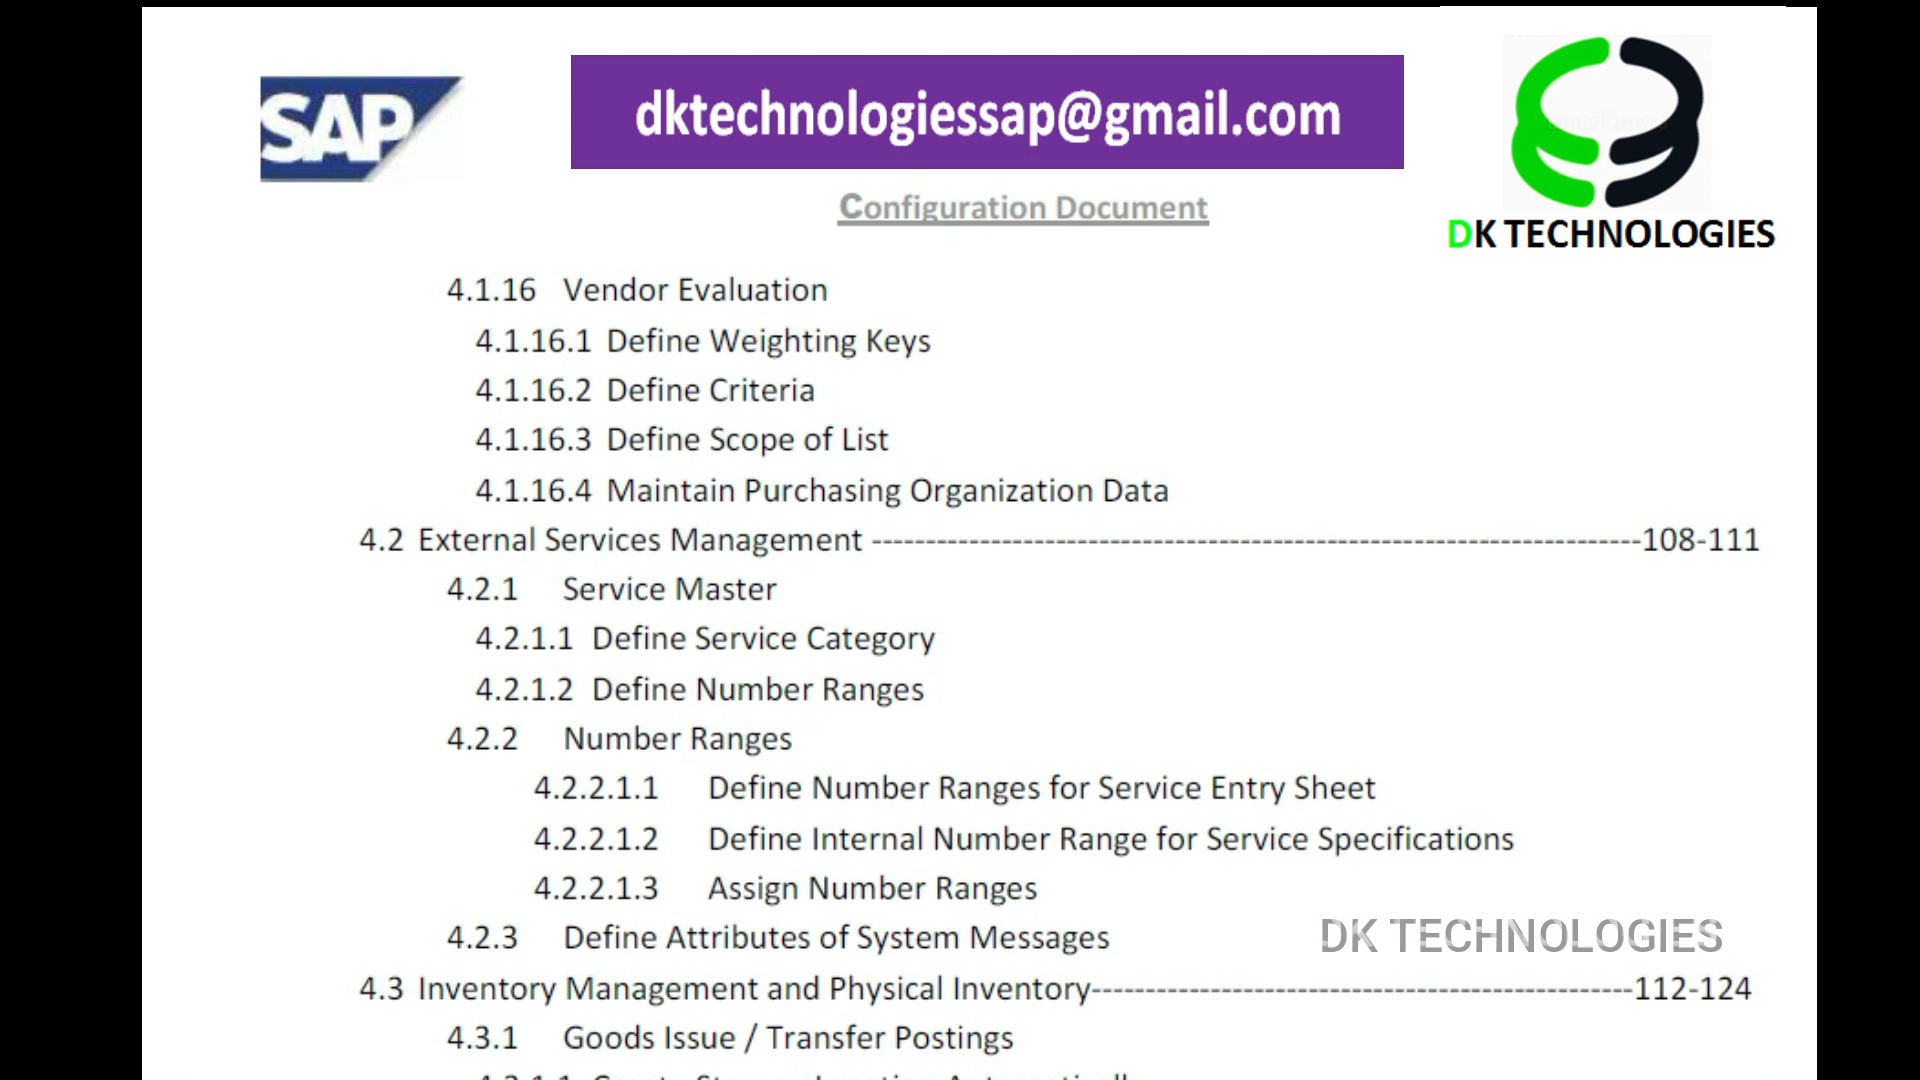 SAP
dktechnologiessap@gmail.com
Configuration Document
DK TECHNOLOGIES
4.1.16 Vendor Evaluation
4.1.16.1 Define Weighting Keys
4.1.16.2 Define Criteria
4.1.16.3 Define Scope of List
4.1.16.4 Maintain Purchasing Organization Data
4.2 External Services Management -----------------------------------------------------------------------108-111
4.2.1 Service Master
4.2.1.1 Define Service Category
4.2.1.2 Define Number Ranges
4.2.2 Number Ranges
4.2.2.1.1 Define Number Ranges for Service Entry Sheet
4.2.2.1.2 Define Internal Number Range for Service Specifications
4.2.2.1.3 Assign Number Ranges
4.2.3 Define Attributes of System Messages
DK TECHNOLOGIES
4.3 Inventory Management and Physical Inventory--------------------------------------------------112-124
4.3.1 Goods Issue / Transfer Postings